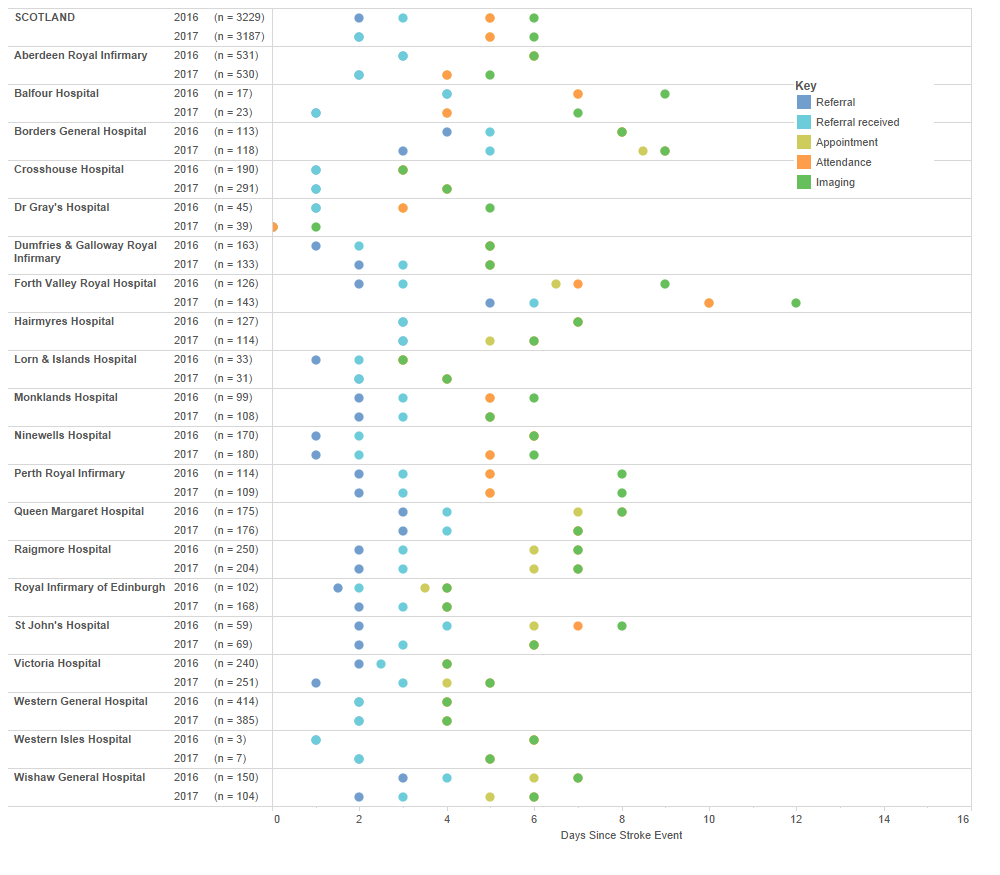 SCOTLAND 2016 (n = 3229)
2017 (n = 3187)
Aberdeen Royal Infirmary 2016 (n = 531)
2017 (n = 530)
Key
Balfour Hospital 2016 (n = 17)
Referral
2017 (n = 23)
Referral received
Borders General Hospital 2016 (n = 113)
Appointment
2017 (n = 118)
Attendance
Crosshouse Hospital 2016 (n = 190)
Imaging
2017 (n = 291)
Dr Gray's Hospital 2016 (n = 45)
2017 (n = 39)
Dumfries & Galloway Royal 2016 (n = 163)
Infirmary
2017 (n = 133)
Forth Valley Royal Hospital 2016 (n = 126)
2017 (n = 143)
Hairmyres Hospital 2016 (n = 127)
2017 (n = 114)
Lorn & Islands Hospital 2016 (n = 33)
2017 (n = 31)
Monklands Hospital 2016 (n = 99)
2017 (n = 108)
Ninewells Hospital 2016 (n = 170)
2017 (n = 180)
Perth Royal Infirmary 2016 (n = 114)
2017 (n = 109)
Queen Margaret Hospital 2016 (n = 175)
2017 (n = 176)
Raigmore Hospital 2016 (n = 250)
2017 (n = 204)
Royal Infirmary of Edinburgh 2016 (n = 102)
2017 (n = 168)
St John's Hospital 2016 (n = 59)
2017 (n = 69)
Victoria Hospital 2016 (n = 240)
2017 (n = 251)
Western General Hospital 2016 (n = 414)
2017 (n = 385)
Western Isles Hospital 2016 (n = 3)
2017 (n = 7)
Wishaw General Hospital 2016 (n = 150)
2017 (n = 104)
0 2 4 6 8 10 12 14 16
Days Since Stroke Event